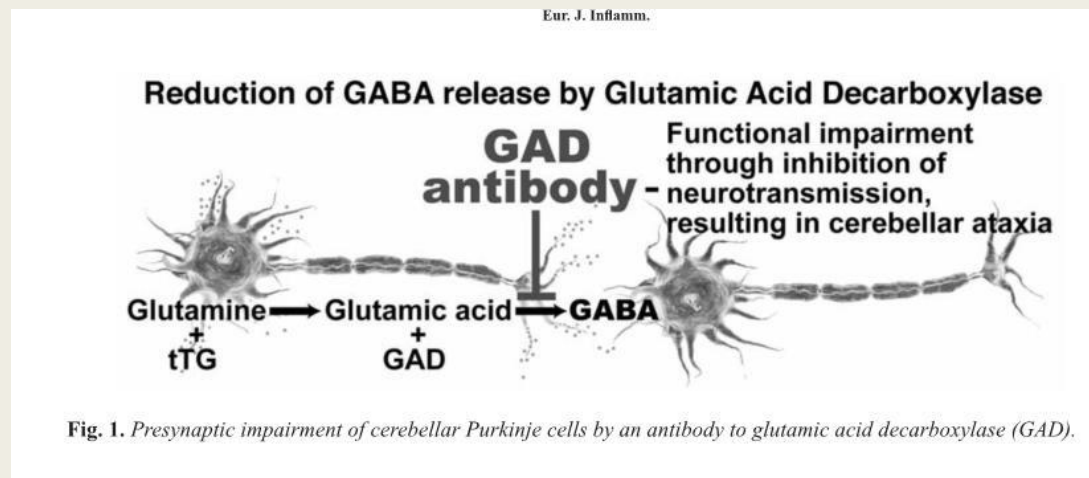 Eur. J. Inflamm.
Reduction of GABA release by Glutamic Acid Decarboxylase
GAD
antibody
-
Functional impairment
through inhibition of
neurotransmission,
resulting in cerebellar ataxia
Glutamine → Glutamic acid → GABA
+ +
tTG GAD
Fig. 1. Presynaptic impairment of cerebellar Purkinje cells by an antibody to glutamic acid decarboxylase (GAD).